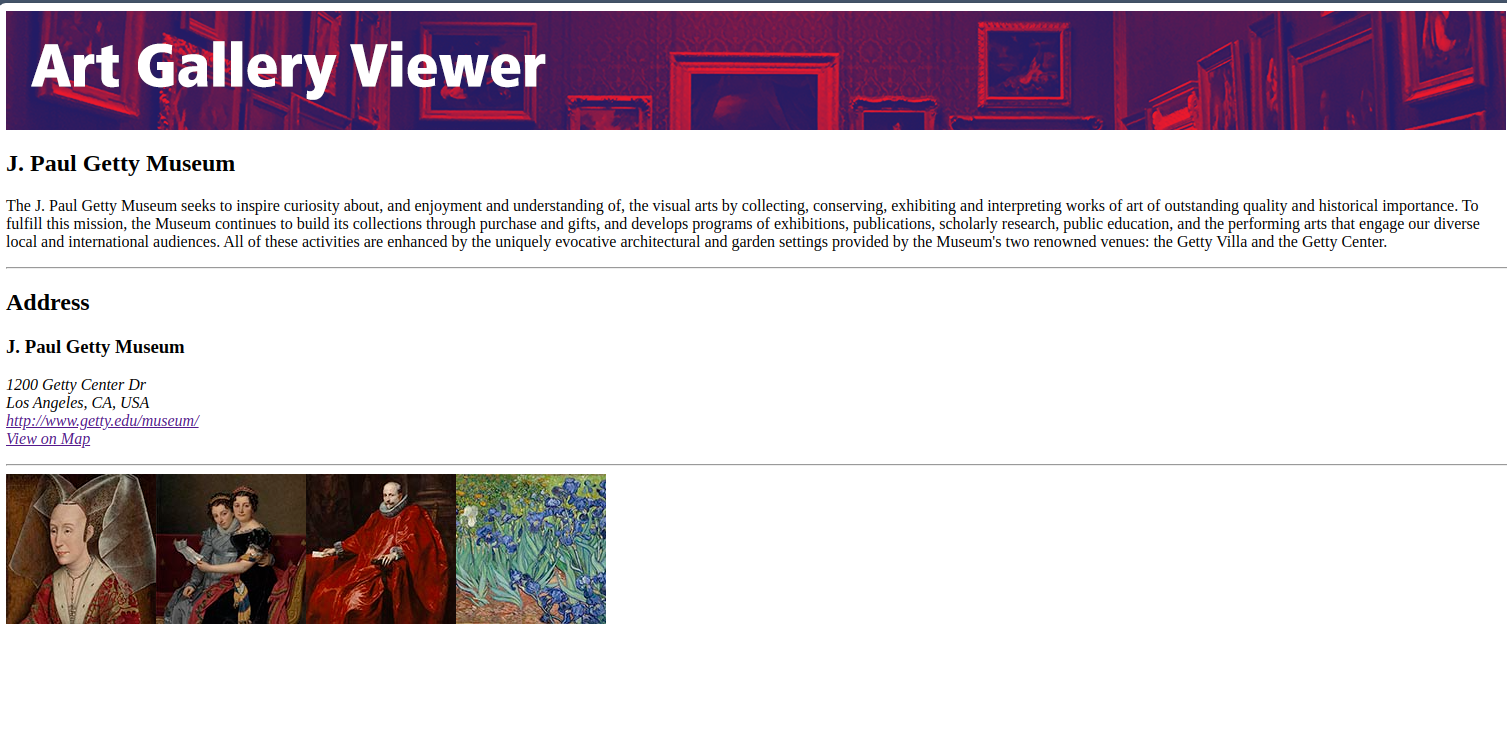 Art Gallery Viewer
J. Paul Getty Museum
The J. Paul Getty Museum seeks to inspire curiosity about, and enjoyment and understanding of, the visual arts by collecting, conserving, exhibiting and interpreting works of art of outstanding quality and historical importance. To
fulfill this mission, the Museum continues to build its collections through purchase and gifts, and develops programs of exhibitions, publications, scholarly research, public education, and the performing arts that engage our diverse
local and international audiences. All of these activities are enhanced by the uniquely evocative architectural and garden settings provided by the Museum's two renowned venues: the Getty Villa and the Getty Center.
Address
J. Paul Getty Museum
1200 Getty Center Dr
Los Angeles, CA, USA
http://www.getty.edu/museum/
View on Map